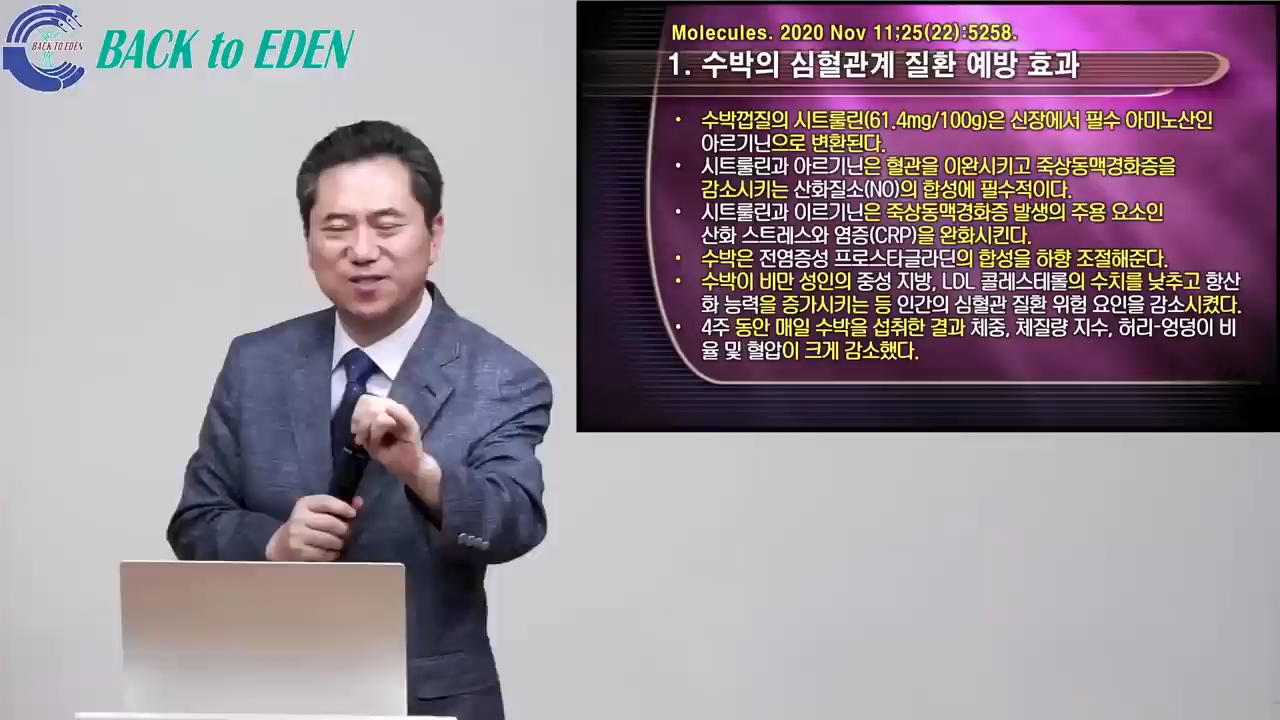 BACK TO EDEN
BACK to EDEN
Molecules. 2020 Nov 11;25(22):5258.
1. 수박의 심혈관계 질환 예방 효과
• 수박껍질의 시트룰린(61.4mg/100g)은 신장에서 필수 아미노산인
아르기닌으로 변환된다.
• 시트룰린과 아르기닌은 혈관을 이완시키고 죽상동맥경화증을
감소시키는 산화질소(NO)의 합성에 필수적이다.
• 시트룰린과 이르기닌은 죽상동맥경화증 발생의 주용 요소인
산화 스트레스와 염증(CRP)을 완화시킨다.
• 수박은 전염증성 프로스타글라딘의 합성을 하향 조절해준다.
• 수박이 비만 성인의 중성 지방, LDL 콜레스테롤의 수치를 낮추고 항산
화 능력을 증가시키는 등 인간의 심혈관 질환 위험 요인을 감소시켰다.
• 4주 동안 매일 수박을 섭취한 결과 체중, 체질량 지수, 허리-엉덩이 비
율 및 혈압이 크게 감소했다.